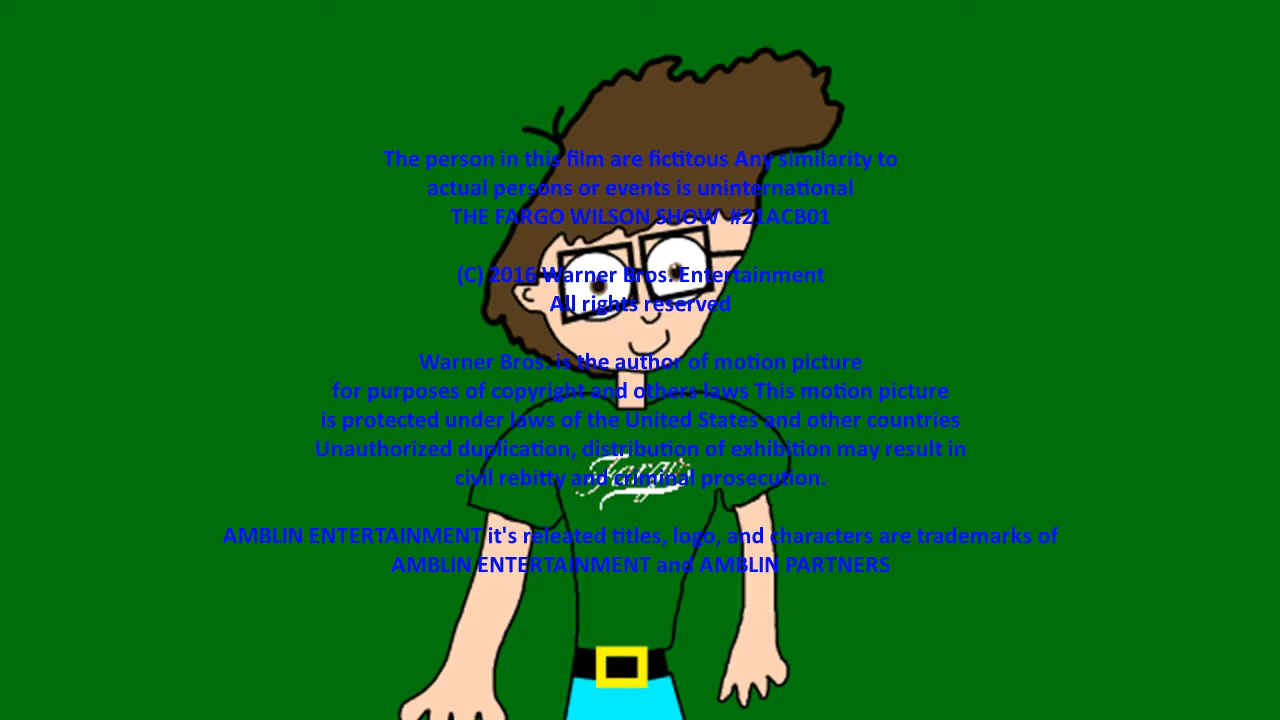 The person in this film are fictitous Any similarity to
actual persons or events is uninternational
THE FARGO WILSON SHOW #21ACB01
(C) 2016 Warner Bros. Entertainment
All rights reserved
Warner Bros. is the author of motion picture
for purposes of copyright and others laws This motion picture
is protected under laws of the United States and other countries
Unauthorized duplication, distribution of exhibition may result in
civil rebitty and criminal prosecution.
Fargo
AMBLIN ENTERTAINMENT it's releated titles, logo, and characters are trademarks of
AMBLIN ENTERTAINMENT and AMBLIN PARTNERS